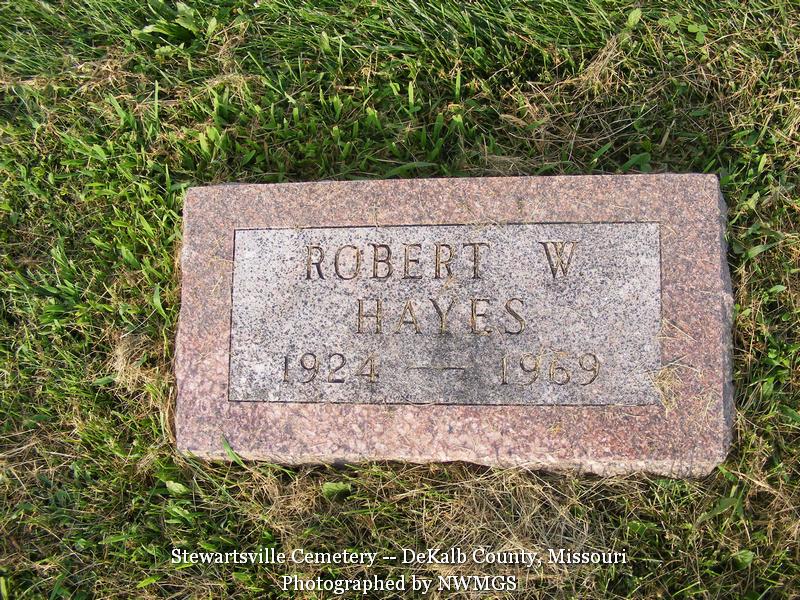 ROBERT W
HAYES
1924 — 1969
Stewartsville Cemetery -- DeKalb County, Missouri
Photographed by NWMGS